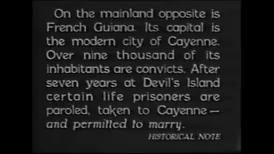 On the mainland opposite is
French Guiana. Its capital is
the modern city of Cayenne.
Over nine thousand of its
inhabitants are convicts. After
seven years at Devil's Island
certain life prisoners are
paroled, taken to Cayenne—
and permitted to marry.
HISTORICAL NOTE